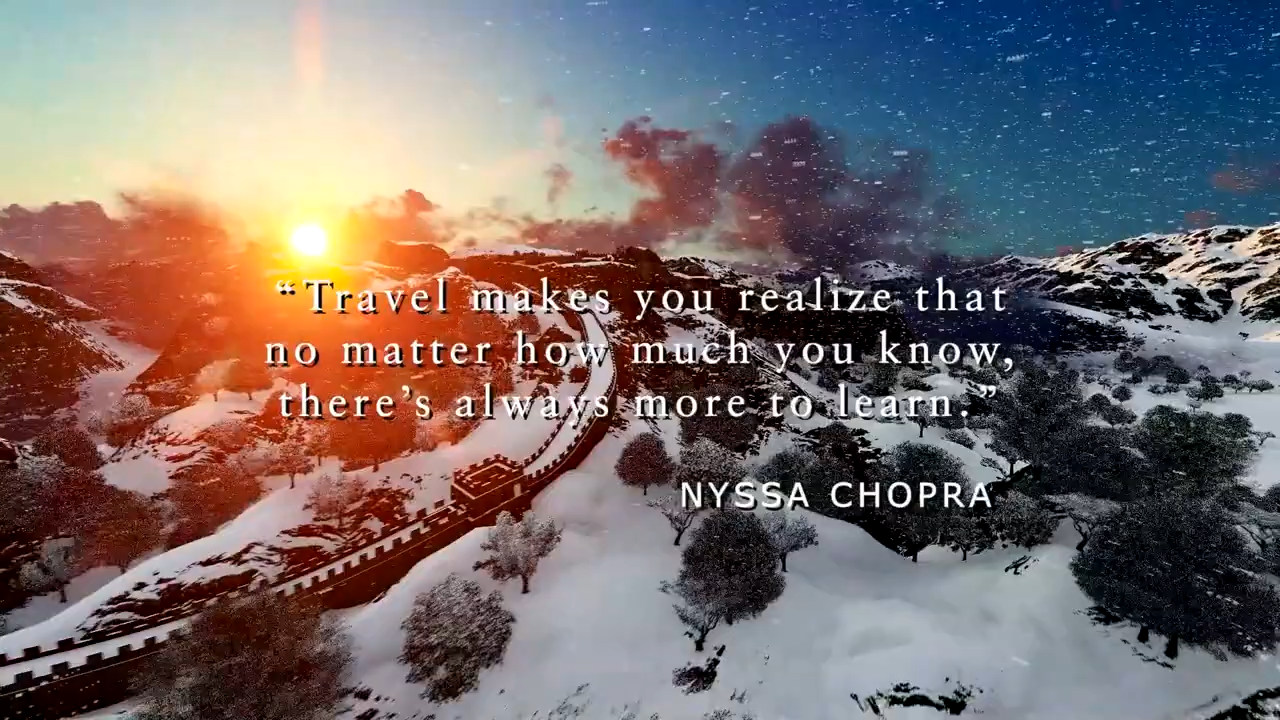 “Travel makes you realize that
no matter how much you know,
there’s always more to learn.”
NYSSA CHOPRA